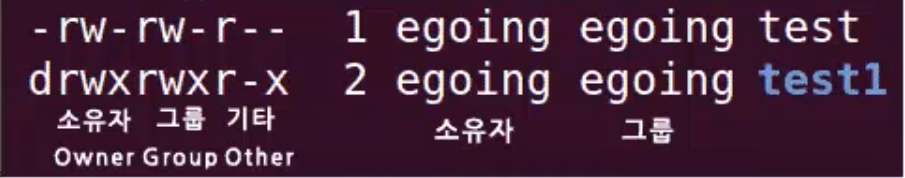 -rw-rw-r-- 1 egoing egoing test
drwxrwxr-x 2 egoing egoing test1
소유자 그룹 기타 소유자 그룹
Owner Group Other